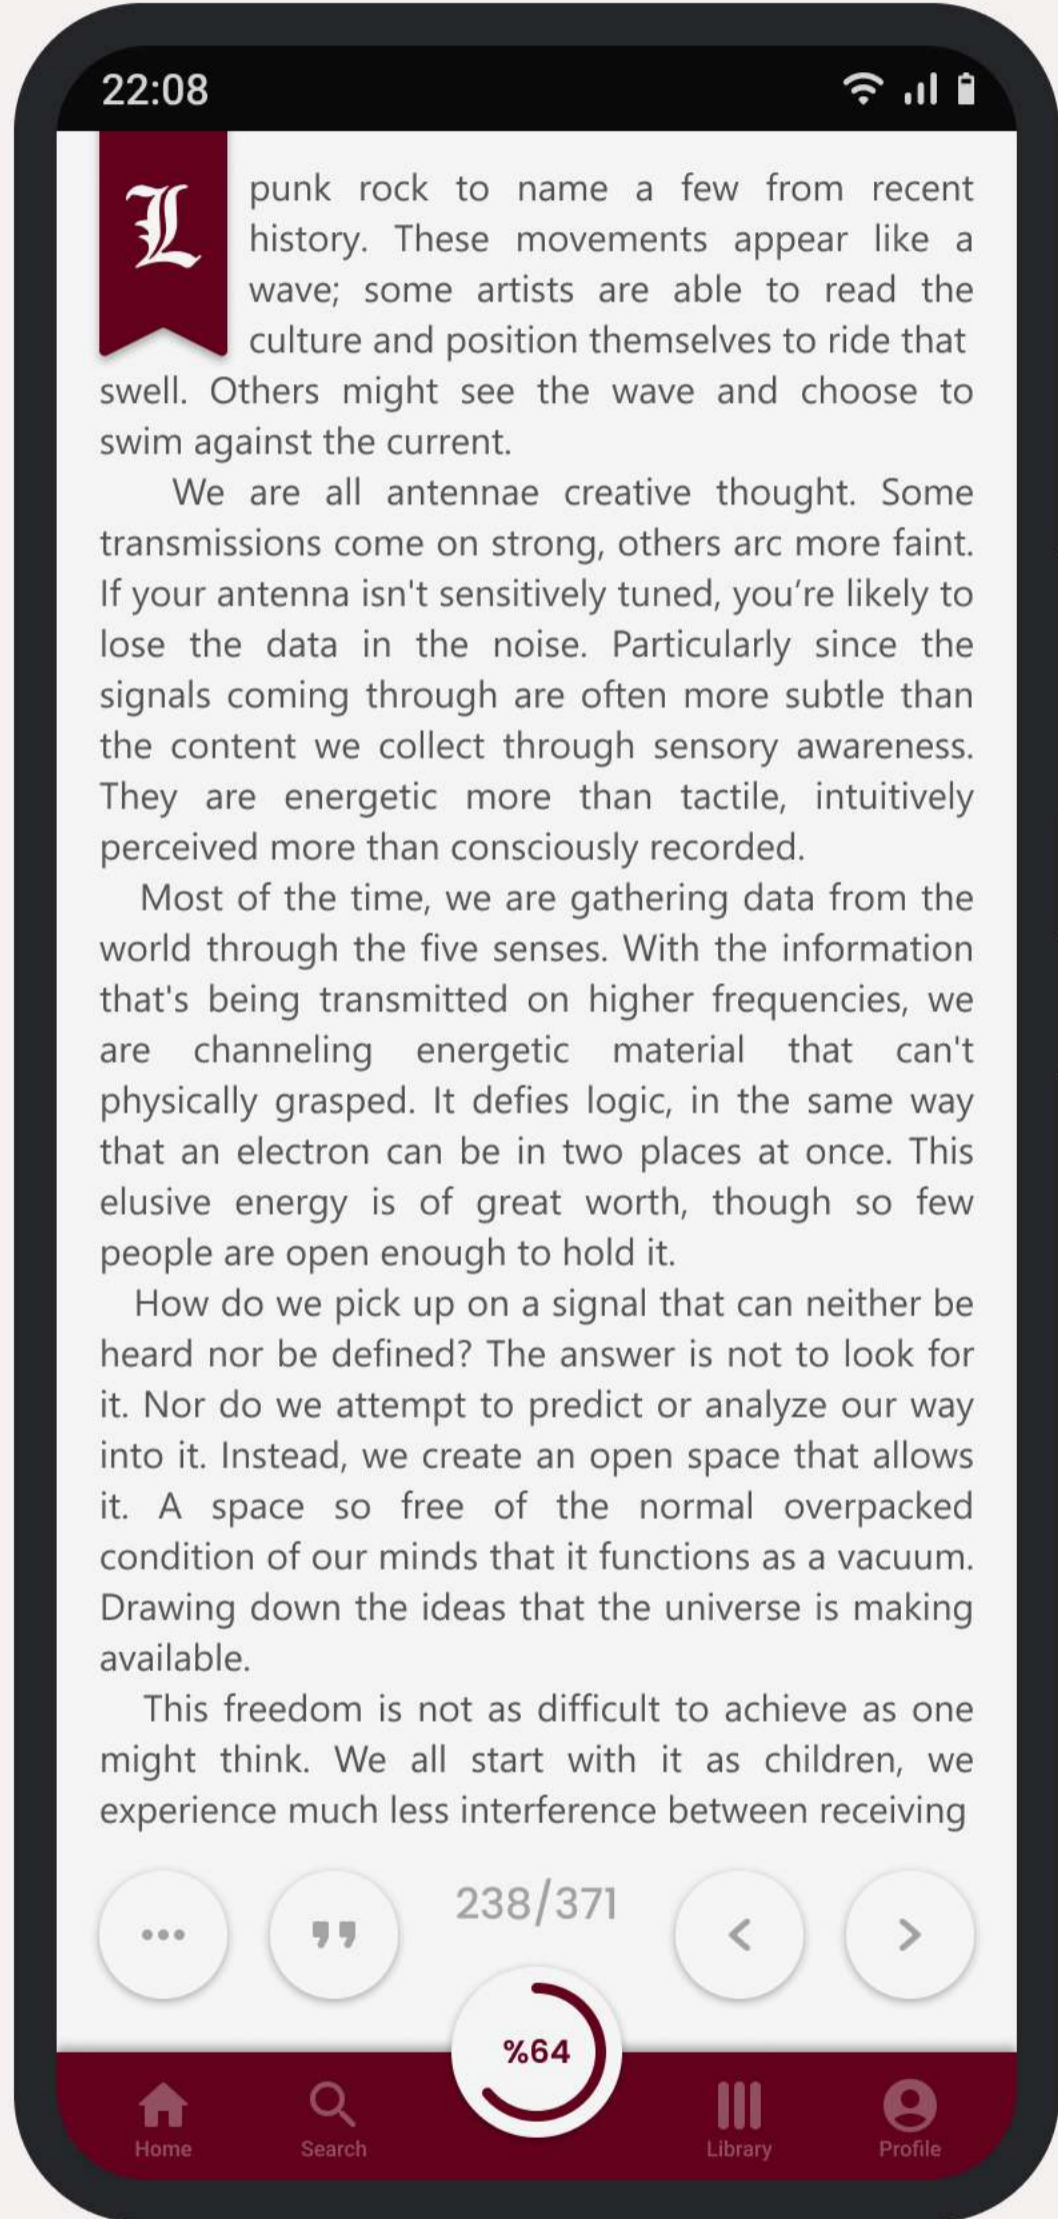 22:08
L
punk rock to name a few from recent
history. These movements appear like a
wave; some artists are able to read the
culture and position themselves to ride that
swell. Others might see the wave and choose to
swim against the current.
We are all antennae creative thought. Some
transmissions come on strong, others arc more faint.
If your antenna isn't sensitively tuned, you’re likely to
lose the data in the noise. Particularly since the
signals coming through are often more subtle than
the content we collect through sensory awareness.
They are energetic more than tactile, intuitively
perceived more than consciously recorded.
Most of the time, we are gathering data from the
world through the five senses. With the information
that's being transmitted on higher frequencies, we
are channeling energetic material that can't
physically grasped. It defies logic, in the same way
that an electron can be in two places at once. This
elusive energy is of great worth, though so few
people are open enough to hold it.
How do we pick up on a signal that can neither be
heard nor be defined? The answer is not to look for
it. Nor do we attempt to predict or analyze our way
into it. Instead, we create an open space that allows
it. A space so free of the normal overpacked
condition of our minds that it functions as a vacuum.
Drawing down the ideas that the universe is making
available.
This freedom is not as difficult to achieve as one
might think. We all start with it as children, we
experience much less interference between receiving
238/371
%64
Home
Search
Library
Profile